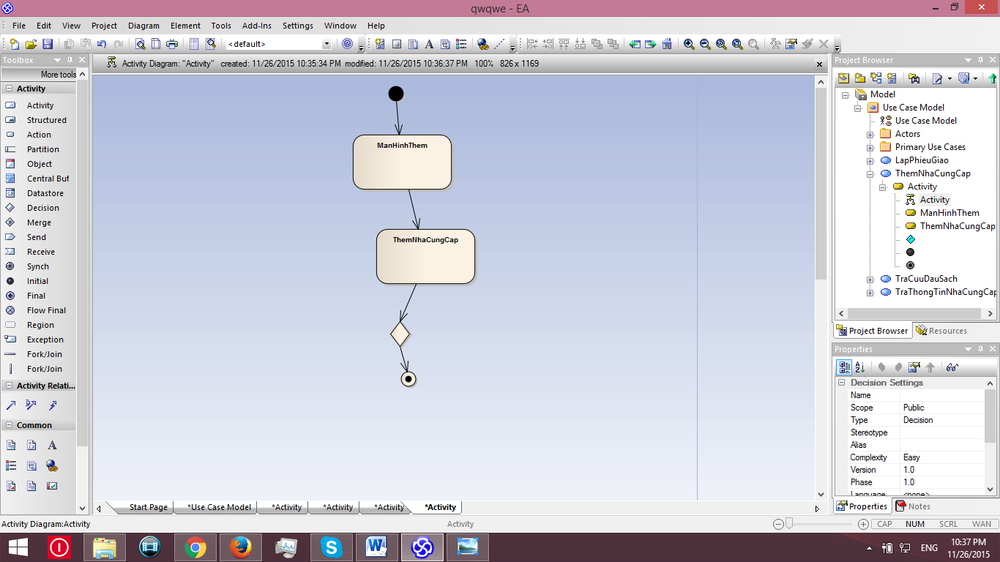 qwqwe - EA
File Edit View Project Diagram Element Tools Add-Ins Settings Window Help
<default>
Toolbox
More tools
Activity
Activity
Structured
Action
Partition
Object
Central Buf
Datastore
Decision
Merge
Send
Receive
Synch
Initial
Final
Flow Final
Region
Exception
Fork/Join
Fork/Join
Activity Relati...
Common
Activity Diagram: "Activity" created: 11/26/2015 10:35:34 PM modified: 11/26/2015 10:36:37 PM 100% 826 x 1169
ManHinhThem
ThemNhaCungCap
Start Page *Use Case Model *Activity *Activity *Activity *Activity
Project Browser
Model
Use Case Model
Use Case Model
Actors
Primary Use Cases
LapPhieuGiao
ThemNhaCungCap
Activity
Activity
ManHinhThem
ThemNhaCungCap
TraCuuDauSach
TraThongTinNhaCungCap
Project Browser Resources
Properties
Decision Settings
Name
Scope Public
Type Decision
Stereotype
Alias
Complexity Easy
Version 1.0
Phase 1.0
Language <none>
Properties Notes
Activity Diagram:Activity Activity CAP NUM SCRL WAN
ENG 10:37 PM
11/26/2015